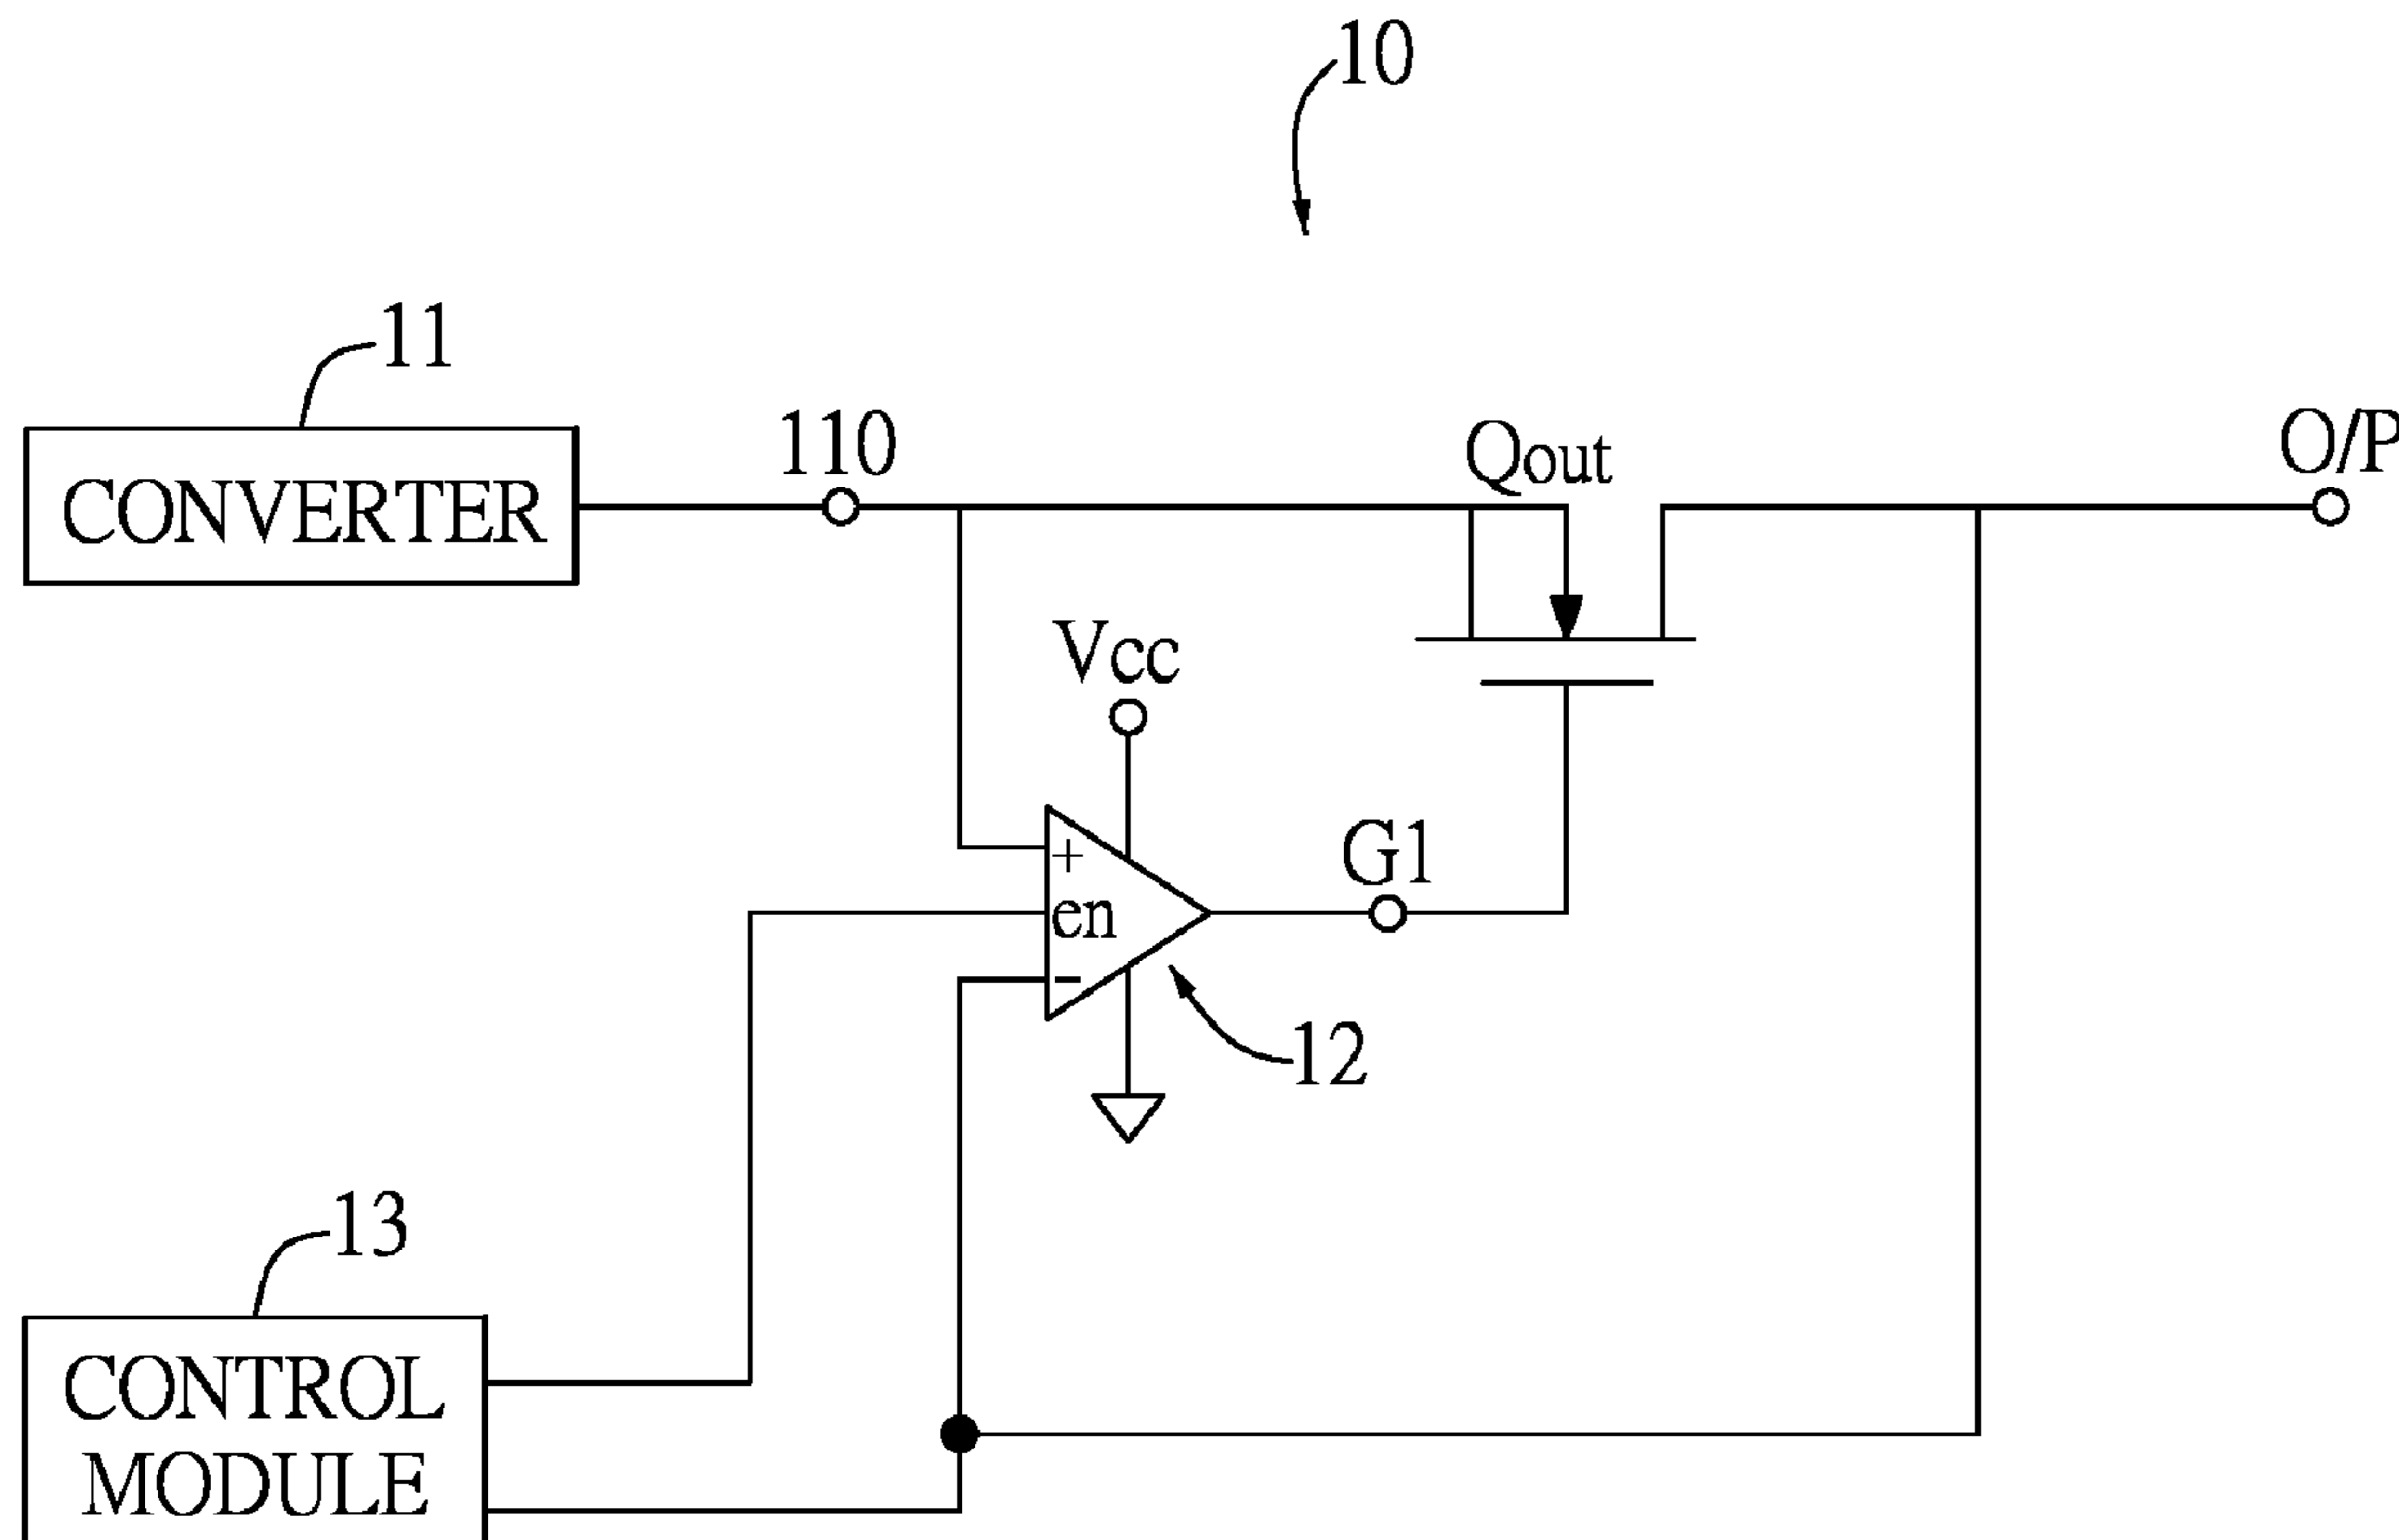 10
11
110
Qout
O/P
CONVERTER
Vcc
+
en
-
G1
12
13
CONTROL
MODULE